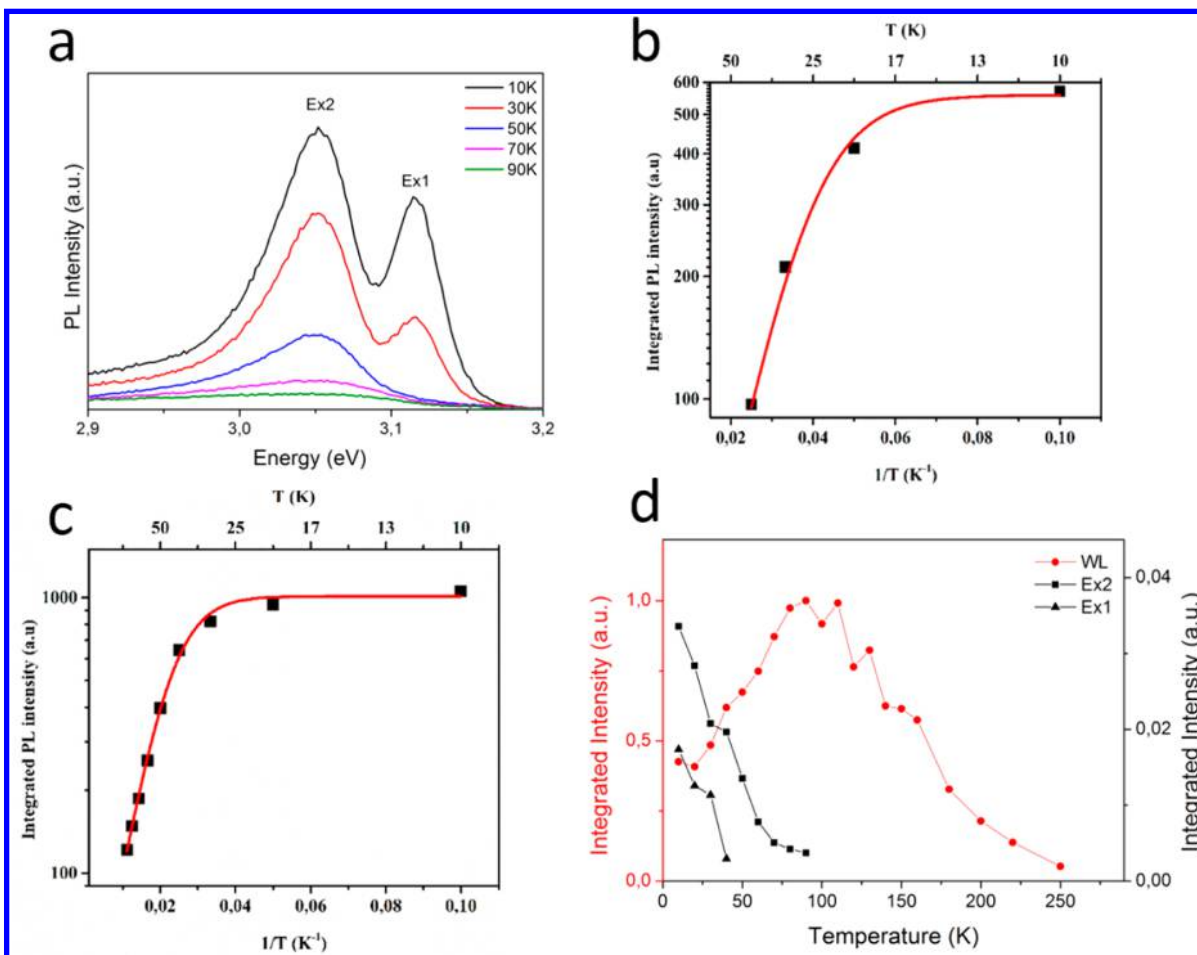 a
Ex2
Ex1
10K
30K
50K
70K
90K
PL Intensity (a.u.)
2,9 3,0 3,1 3,2
Energy (eV)
b
T (K)
50 25 17 13 10
600
500
400
300
200
100
Integrated PL intensity (a.u)
0,02 0,04 0,06 0,08 0,10
1/T (K-1)
c
T (K)
50 25 17 13 10
1000
100
Integrated PL intensity (a.u)
0,02 0,04 0,06 0,08 0,10
1/T (K-1)
d
WL
Ex2
Ex1
1,0
0,5
0,0
Integrated Intensity (a.u.)
0,04
0,02
0,00
Integrated Intensity (a.u.)
0 50 100 150 200 250
Temperature (K)